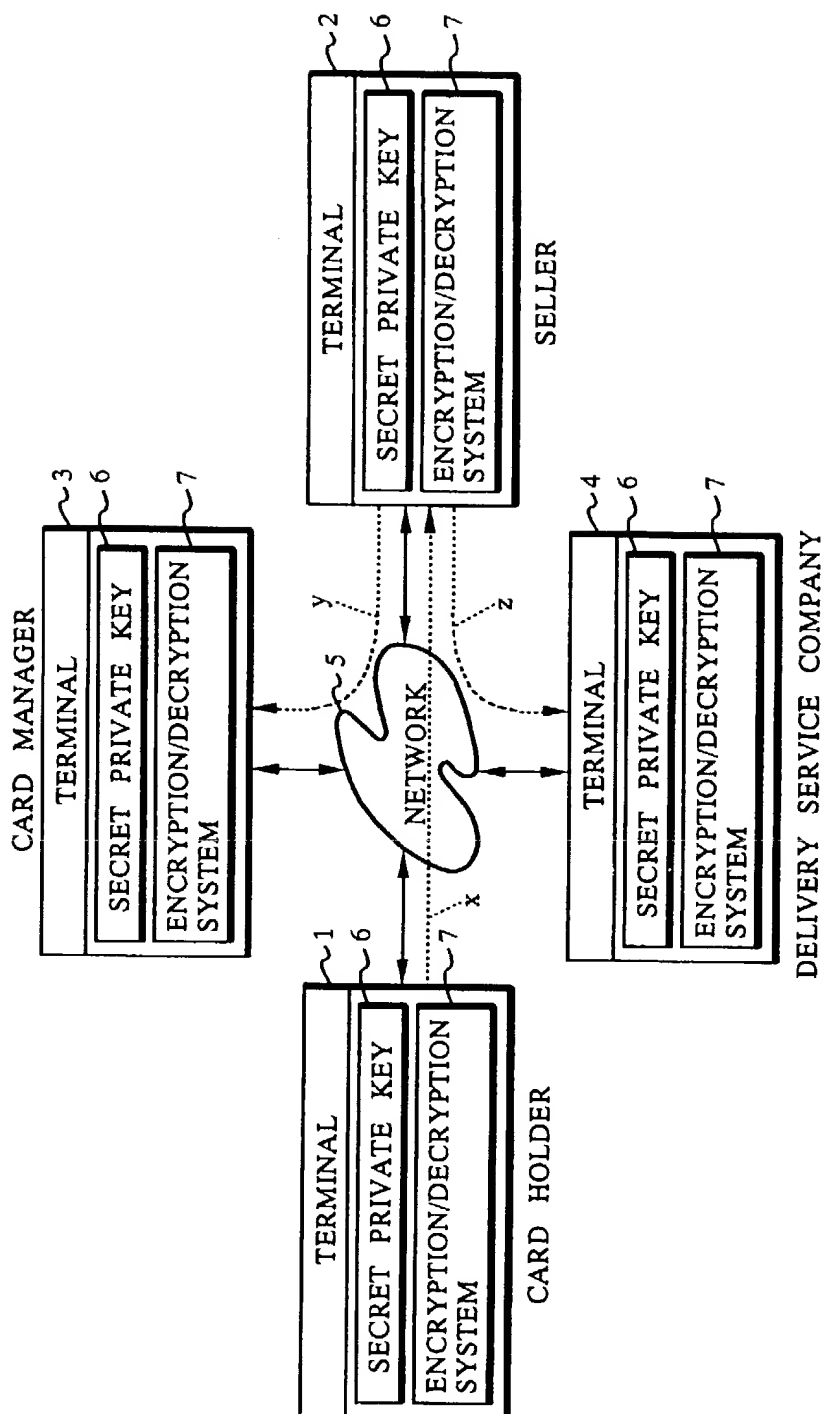 CARD MANAGER
3
TERMINAL
6
SECRET PRIVATE KEY
7
ENCRYPTION/DECRYPTION
SYSTEM
1
TERMINAL
6
SECRET PRIVATE KEY
7
ENCRYPTION/DECRYPTION
SYSTEM
CARD HOLDER
5
NETWORK
x
y
z
2
TERMINAL
6
SECRET PRIVATE KEY
7
ENCRYPTION/DECRYPTION
SYSTEM
SELLER
4
TERMINAL
6
SECRET PRIVATE KEY
7
ENCRYPTION/DECRYPTION
SYSTEM
DELIVERY SERVICE COMPANY